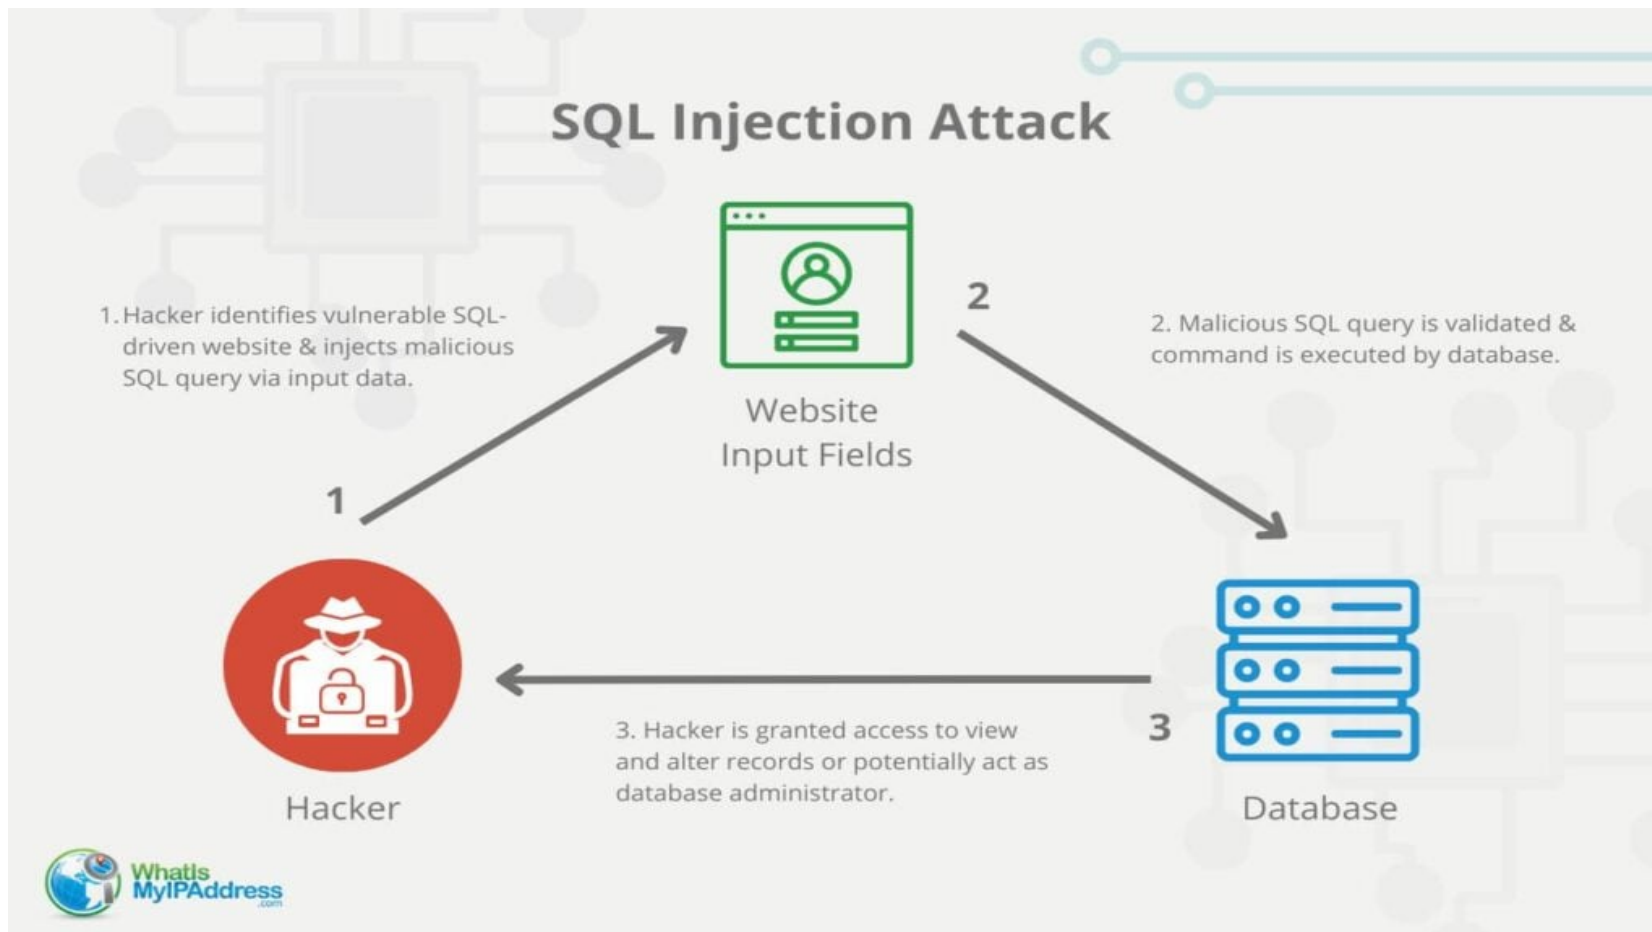 SQL Injection Attack
1. Hacker identifies vulnerable SQL-
driven website & injects malicious
SQL query via input data.
2
2. Malicious SQL query is validated &
command is executed by database.
Website
Input Fields
1
3. Hacker is granted access to view
and alter records or potentially act as
database administrator.
3
Hacker
Database
WhatIs
MyIPAddress
.com